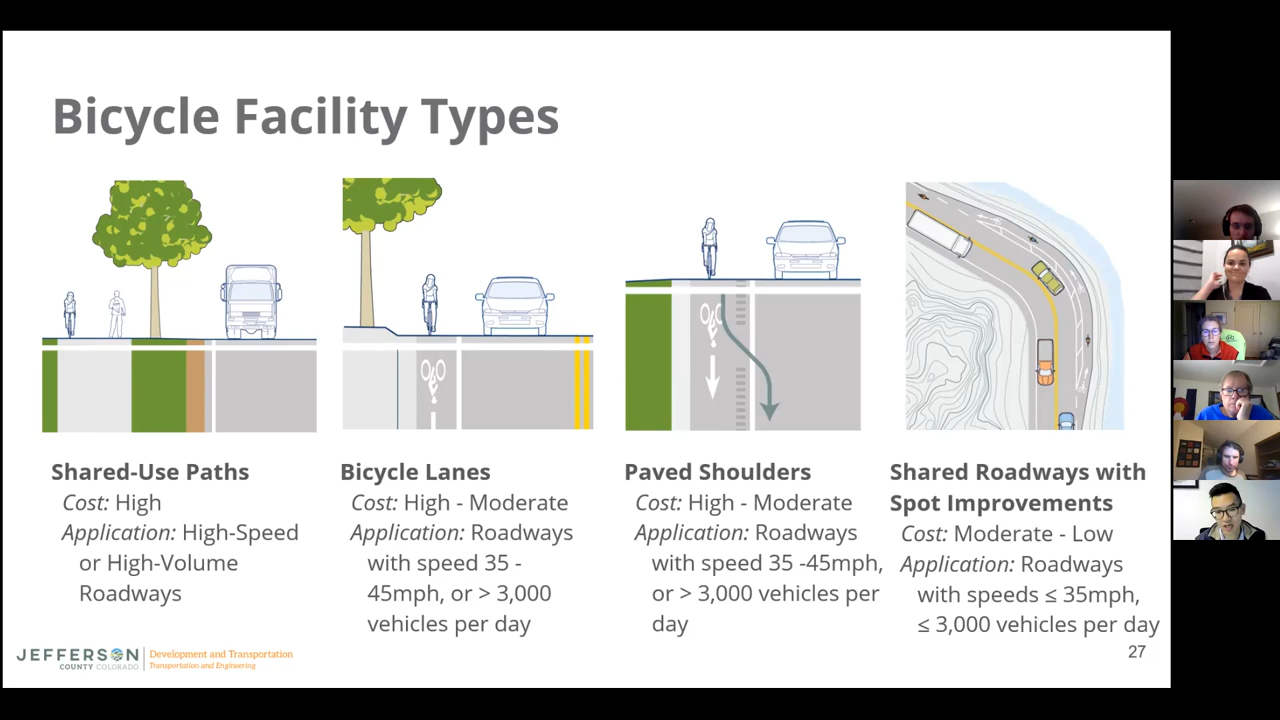 Bicycle Facility Types
Shared-Use Paths
Cost: High
Application: High-Speed
or High-Volume
Roadways
Bicycle Lanes
Cost: High - Moderate
Application: Roadways
with speed 35 -
45mph, or > 3,000
vehicles per day
Paved Shoulders
Cost: High - Moderate
Application: Roadways
with speed 35 -45mph,
or > 3,000 vehicles per
day
Shared Roadways with
Spot Improvements
Cost: Moderate - Low
Application: Roadways
with speeds ≤ 35mph,
≤ 3,000 vehicles per day
JEFFERSON
COUNTY COLORADO
Development and Transportation
Transportation and Engineering
27